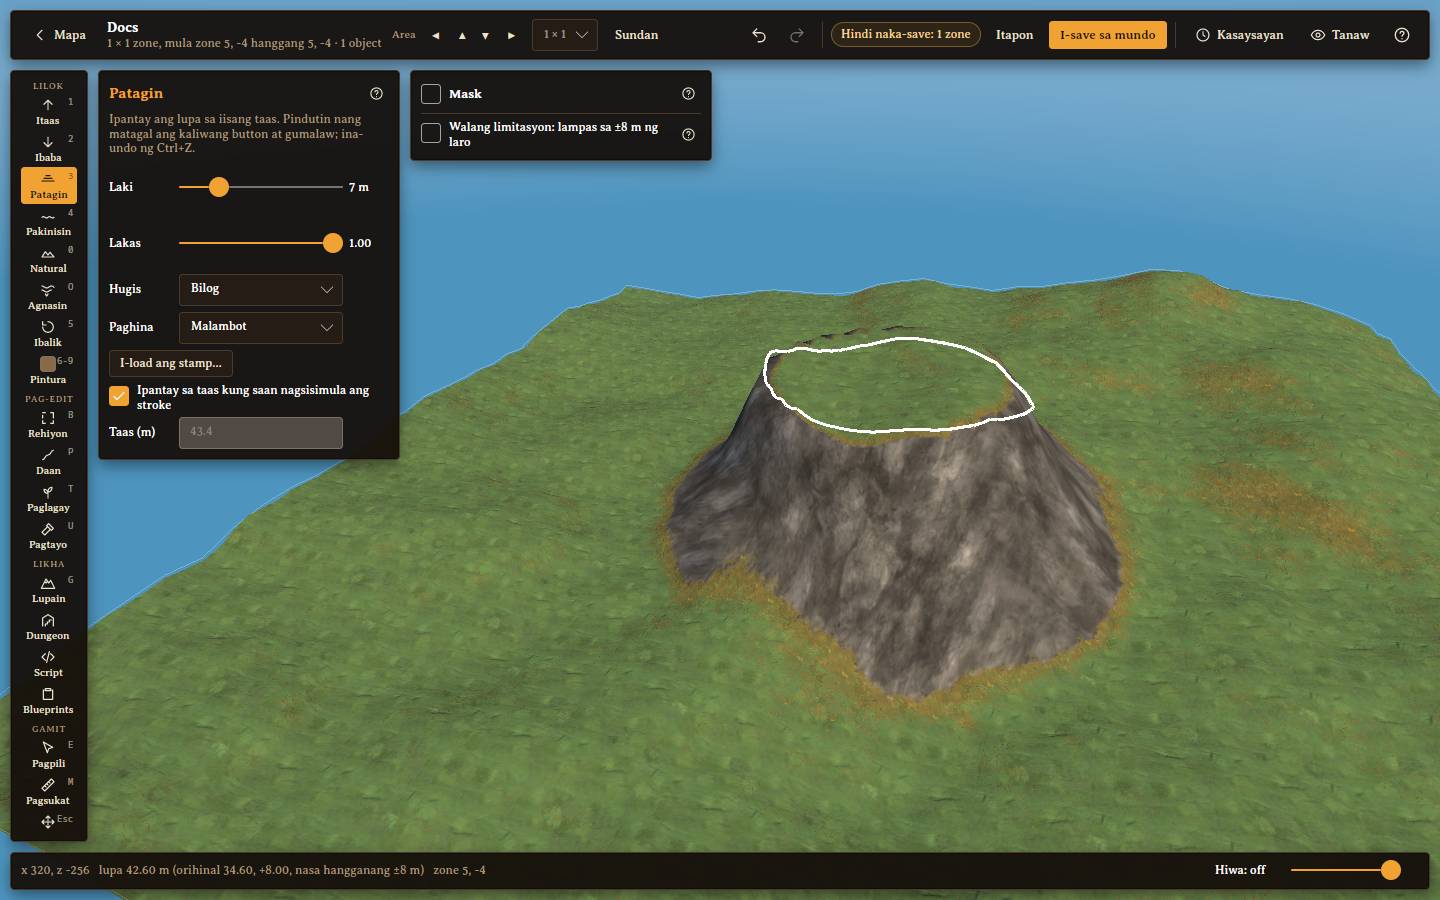 Mapa
Docs
1 × 1 zone, mula zone 5, -4 hanggang 5, -4 · 1 object
Area
1 × 1
Sundan
Hindi naka-save: 1 zone
Itapon
I-save sa mundo
Kasaysayan
Tanaw
LILOK
1
Itaas
2
Ibaba
3
Patagin
4
Pakinisin
0
Natural
O
Agnasin
5
Ibalik
6-9
Pintura
PAG-EDIT
B
Rehiyon
P
Daan
T
Paglagay
U
Pagtayo
LIKHA
G
Lupain
Dungeon
Script
Blueprints
GAMIT
E
Pagpili
M
Pagsukat
Esc
Patagin
Ipantay ang lupa sa iisang taas. Pindutin nang
matagal ang kaliwang button at gumalaw; ina-
undo ng Ctrl+Z.
Laki
7 m
Lakas
1.00
Hugis
Bilog
Paghina
Malambot
I-load ang stamp...
Ipantay sa taas kung saan nagsisimula ang
stroke
Taas (m)
43.4
Mask
Walang limitasyon: lampas sa ±8 m ng
laro
x 320, z -256 lupa 42.60 m (orihinal 34.60, +8.00, nasa hangganang ±8 m) zone 5, -4
Hiwa: off